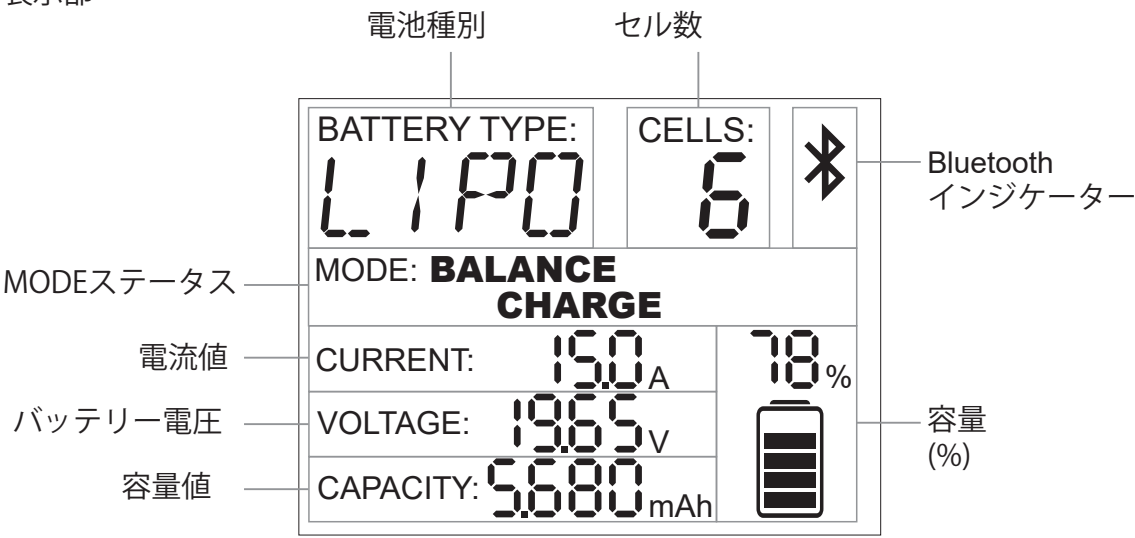 表示部
電池種別
セル数
BATTERY TYPE:
LIPO
CELLS:
6
Bluetooth
インジケーター
MODEステータス
MODE: BALANCE
CHARGE
電流値
CURRENT: 15.0 A
78 %
バッテリー電圧
VOLTAGE: 19.65 V
容量
(%)
容量値
CAPACITY: 5.680 mAh